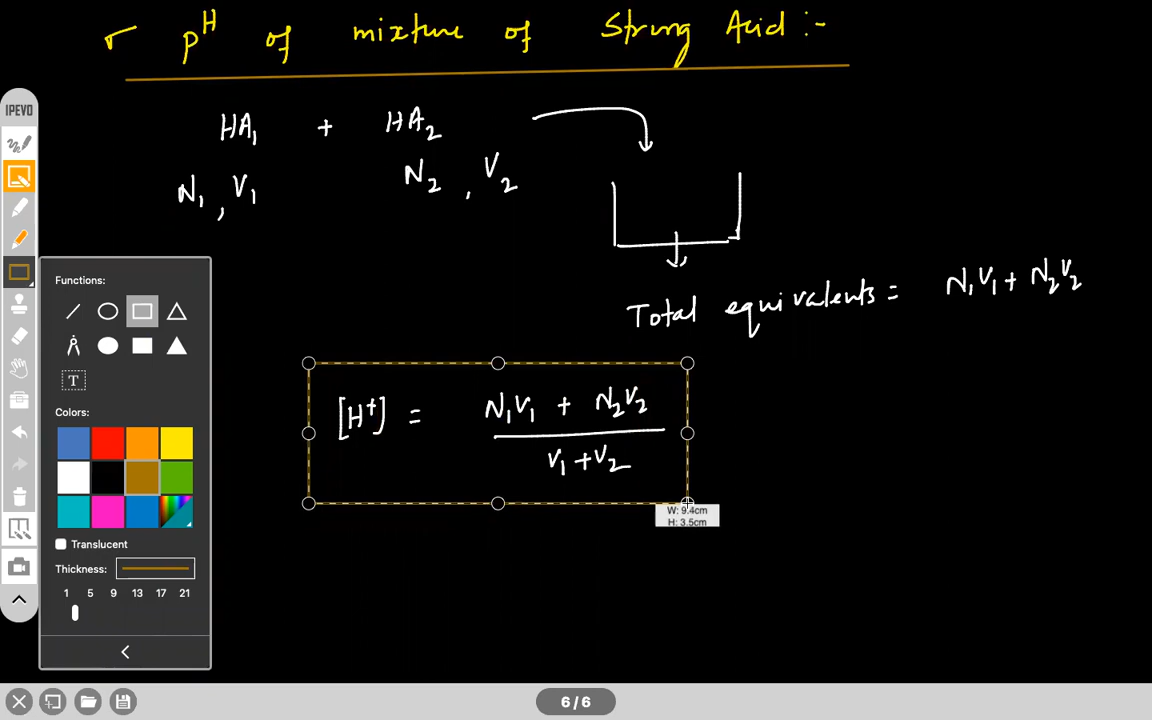 pH of mixture of Strong Acid :-
HA₁ + HA₂
N₁, V₁ N₂, V₂
Total equivalents = N₁V₁ + N₂V₂
[H⁺] = N₁V₁ + N₂V₂
V₁ + V₂
IPEVO
Functions:
T
Colors:
Translucent
Thickness:
1 5 9 13 17 21
W: 9.4cm
H: 3.5cm
6/6